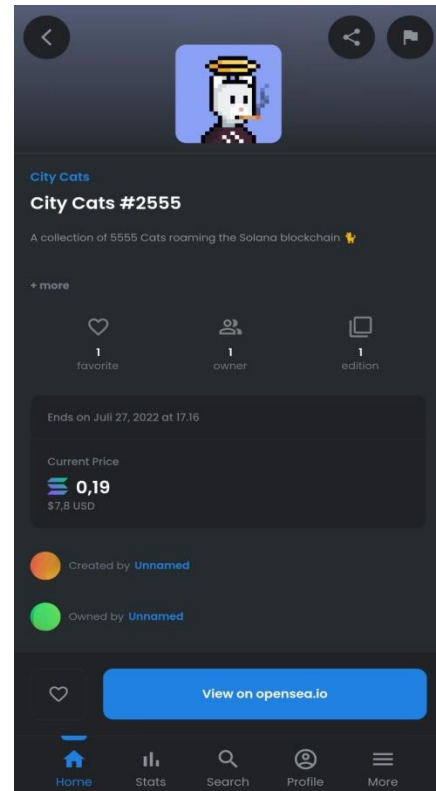 City Cats
City Cats #2555
A collection of 5555 Cats roaming the Solana blockchain 🐈
+ more
1
favorite
1
owner
1
edition
Ends on Juli 27, 2022 at 17.16
Current Price
0,19
$7,8 USD
Created by Unnamed
Owned by Unnamed
View on opensea.io
Home
Stats
Search
Profile
More